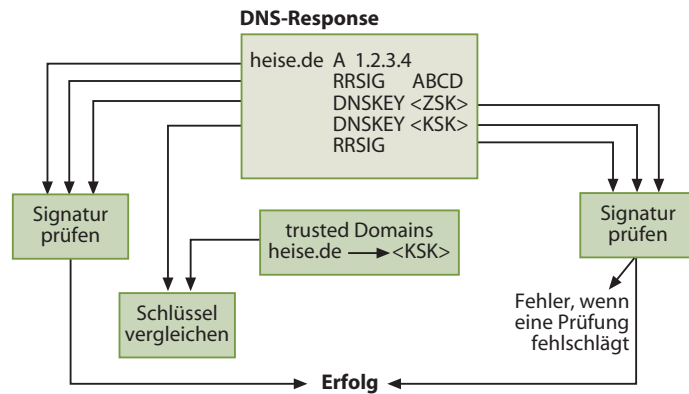 DNS-Response
heise.de A 1.2.3.4
RRSIG ABCD
DNSKEY <ZSK>
DNSKEY <KSK>
RRSIG
Signatur
prüfen
trusted Domains
heise.de <KSK>
Signatur
prüfen
Schlüssel
vergleichen
Fehler, wenn
eine Prüfung
fehlschlägt
Erfolg